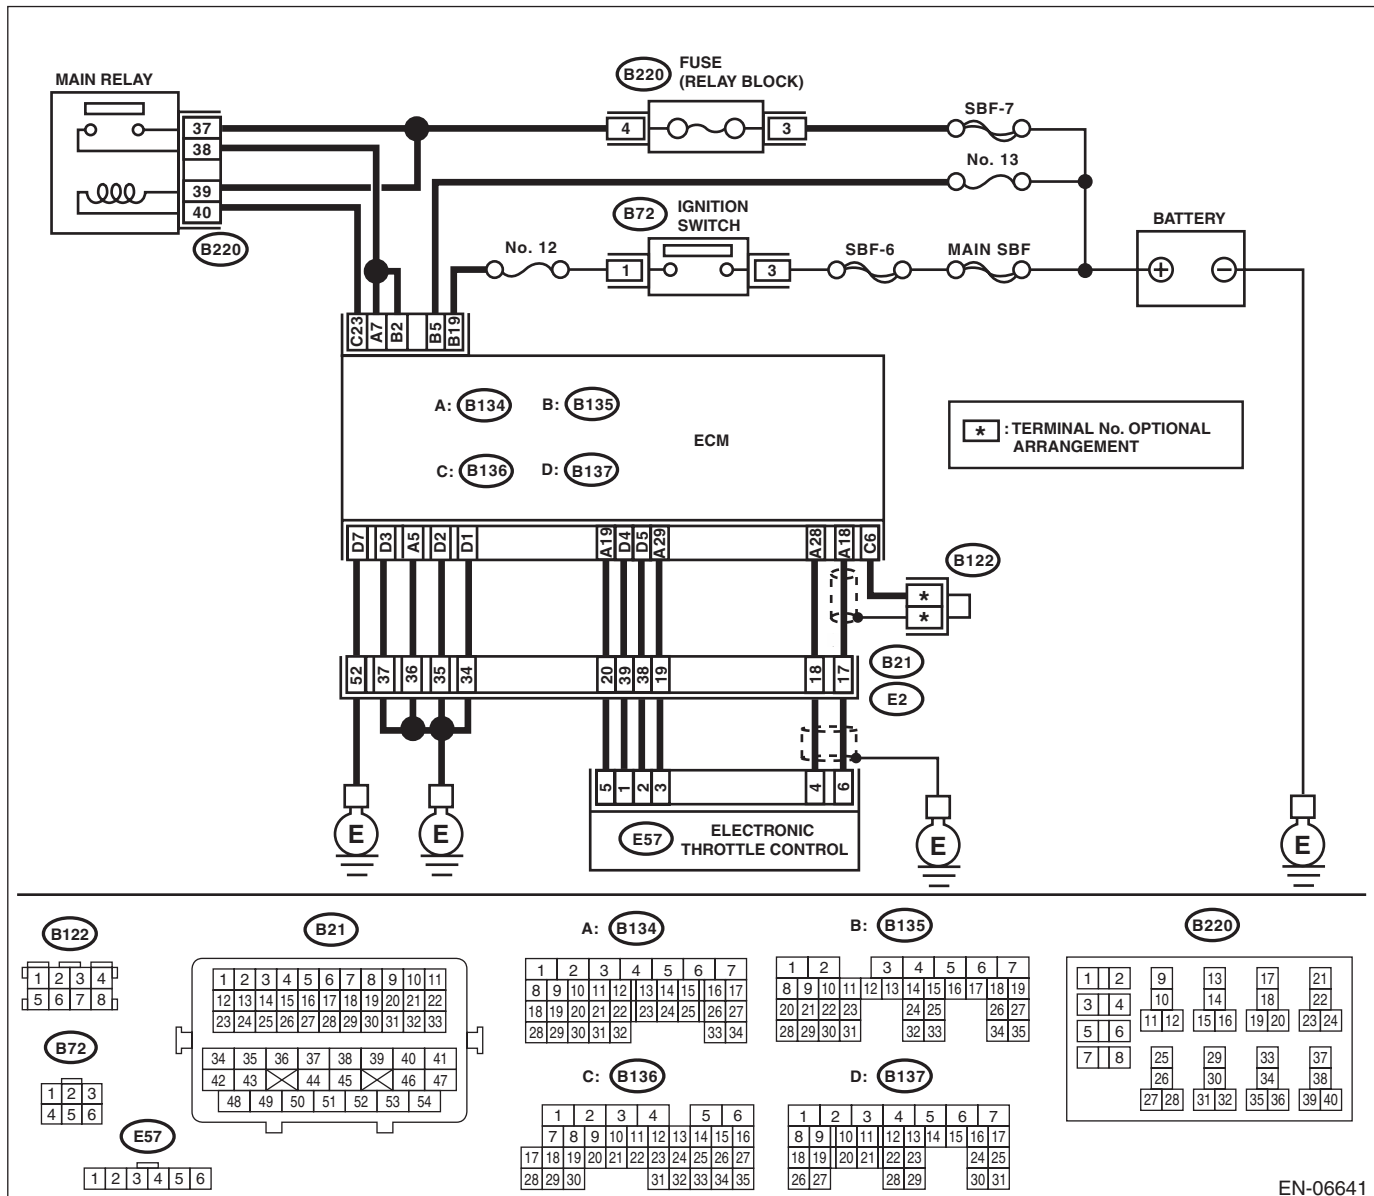 MAIN RELAY
B220
FUSE
(RELAY BLOCK)
SBF-7
37
38
39
40
4
3
No. 13
B220
B72
IGNITION
SWITCH
No. 12
1
3
SBF-6
MAIN SBF
BATTERY
+
−
C23
A7
B2
B5
B19
A: B134
B: B135
ECM
C: B136
D: B137
* : TERMINAL No. OPTIONAL
ARRANGEMENT
D7
D3
A5
D2
D1
A19
D4
D5
A29
A28
A18
C6
B122
*
*
52
37
36
35
34
20
39
38
19
18
17
B21
E2
5
1
2
3
4
6
E57
ELECTRONIC
THROTTLE CONTROL
E
E
E
E
B122
1 2 3 4
5 6 7 8
B72
1 2 3
4 5 6
E57
1 2 3 4 5 6
B21
1 2 3 4 5 6 7 8 9 10 11
12 13 14 15 16 17 18 19 20 21 22
23 24 25 26 27 28 29 30 31 32 33
34 35 36 37 38 39 40 41
42 43 44 45 46 47
48 49 50 51 52 53 54
A: B134
1 2 3 4 5 6 7
8 9 10 11 12 13 14 15 16 17
18 19 20 21 22 23 24 25 26 27
28 29 30 31 32 33 34
B: B135
1 2 3 4 5 6 7
8 9 10 11 12 13 14 15 16 17 18 19
20 21 22 23 24 25 26 27
28 29 30 31 32 33 34 35
C: B136
1 2 3 4 5 6
7 8 9 10 11 12 13 14 15 16
17 18 19 20 21 22 23 24 25 26 27
28 29 30 31 32 33 34 35
D: B137
1 2 3 4 5 6 7
8 9 10 11 12 13 14 15 16 17
18 19 20 21 22 23 24 25
26 27 28 29 30 31
B220
1 2 9 13 17 21
3 4 10 14 18 22
5 6 11 12 15 16 19 20 23 24
7 8 25 29 33 37
26 30 34 38
27 28 31 32 35 36 39 40
EN-06641